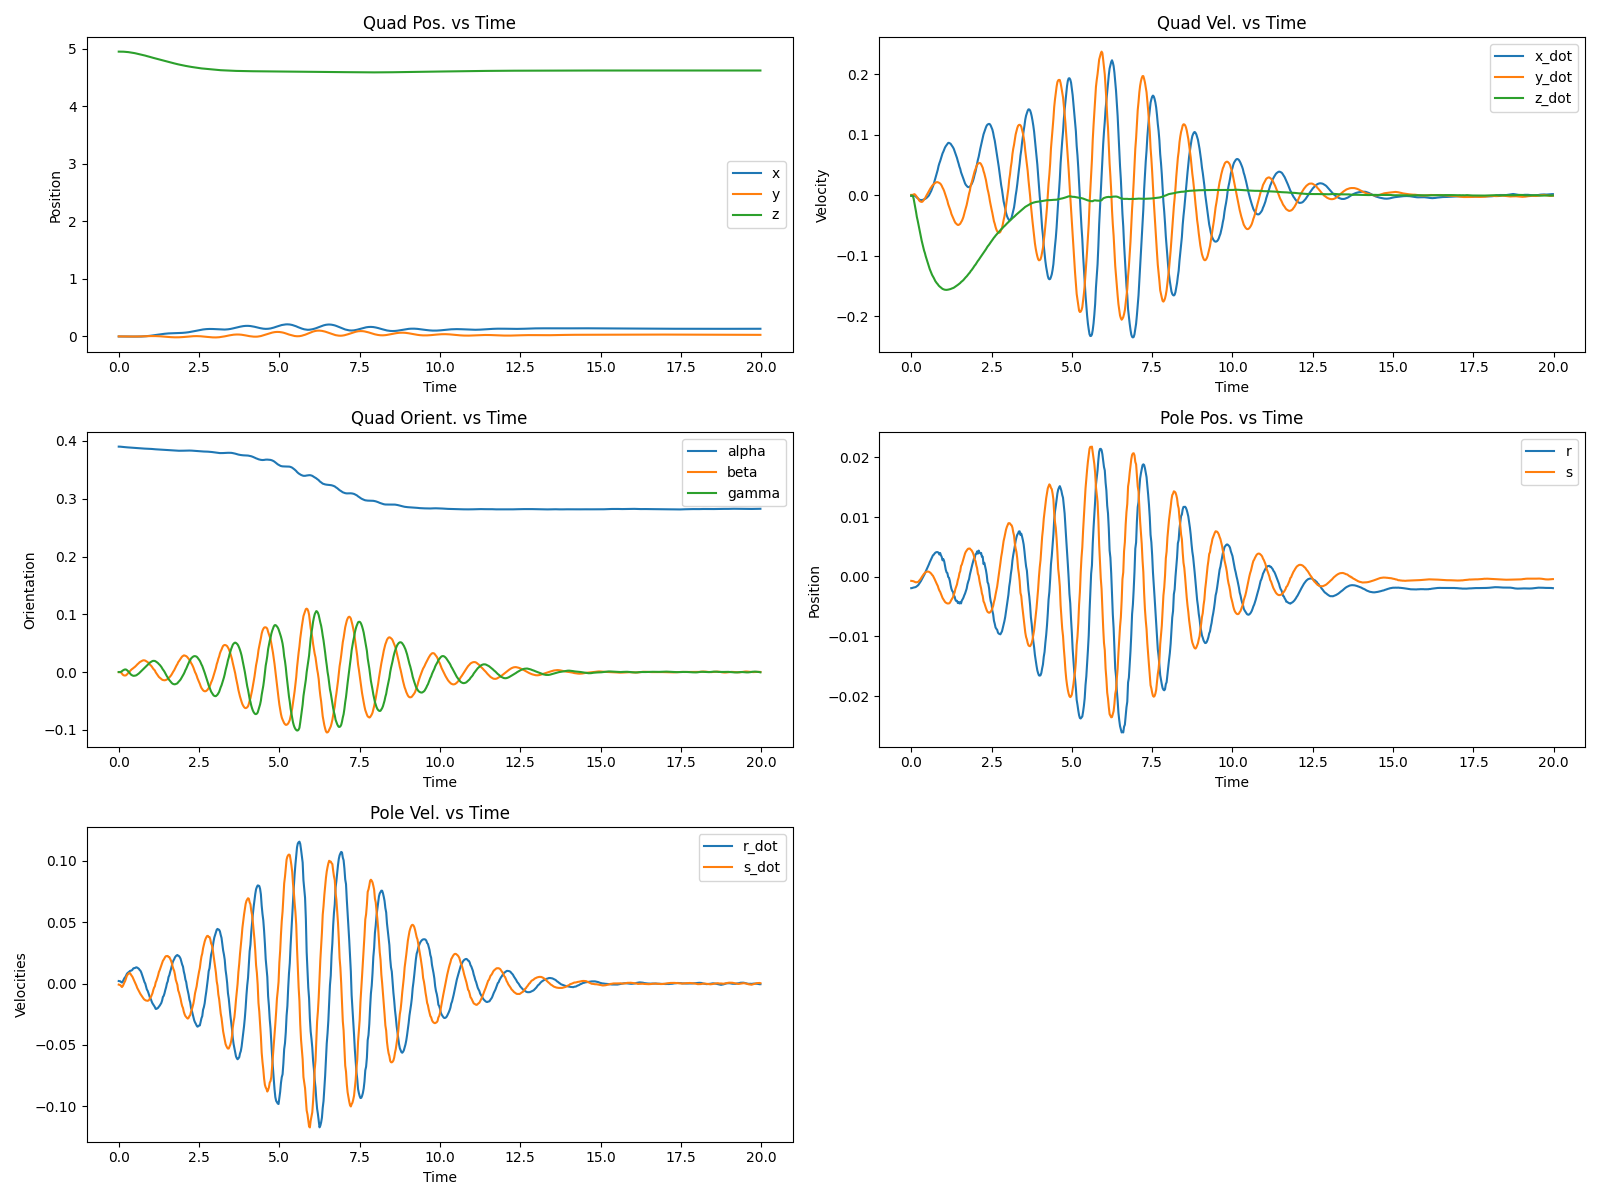 Quad Pos. vs Time
Position
5
4
3
2
1
0
x
y
z
0.0 2.5 5.0 7.5 10.0 12.5 15.0 17.5 20.0
Time
Quad Vel. vs Time
Velocity
0.2
0.1
0.0
−0.1
−0.2
x_dot
y_dot
z_dot
0.0 2.5 5.0 7.5 10.0 12.5 15.0 17.5 20.0
Time
Quad Orient. vs Time
Orientation
0.4
0.3
0.2
0.1
0.0
−0.1
alpha
beta
gamma
0.0 2.5 5.0 7.5 10.0 12.5 15.0 17.5 20.0
Time
Pole Pos. vs Time
Position
0.02
0.01
0.00
−0.01
−0.02
r
s
0.0 2.5 5.0 7.5 10.0 12.5 15.0 17.5 20.0
Time
Pole Vel. vs Time
Velocities
0.10
0.05
0.00
−0.05
−0.10
r_dot
s_dot
0.0 2.5 5.0 7.5 10.0 12.5 15.0 17.5 20.0
Time